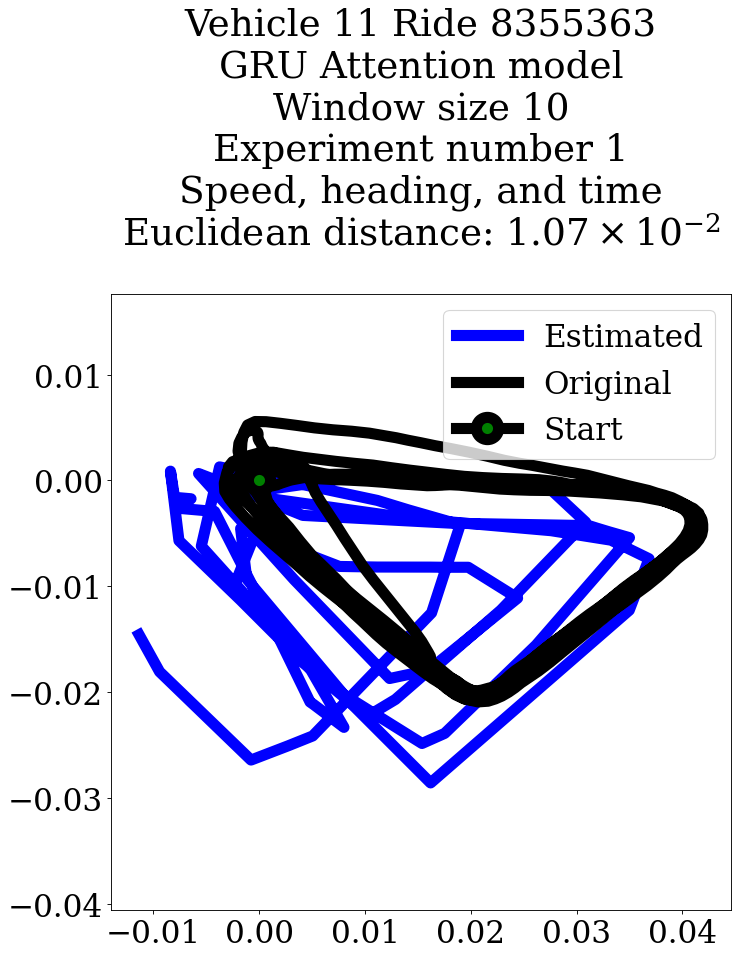 Vehicle 11 Ride 8355363
GRU Attention model
Window size 10
Experiment number 1
Speed, heading, and time
Euclidean distance: 1.07 × 10⁻²
Estimated
Original
Start
0.01
0.00
−0.01
−0.02
−0.03
−0.04
−0.01 0.00 0.01 0.02 0.03 0.04